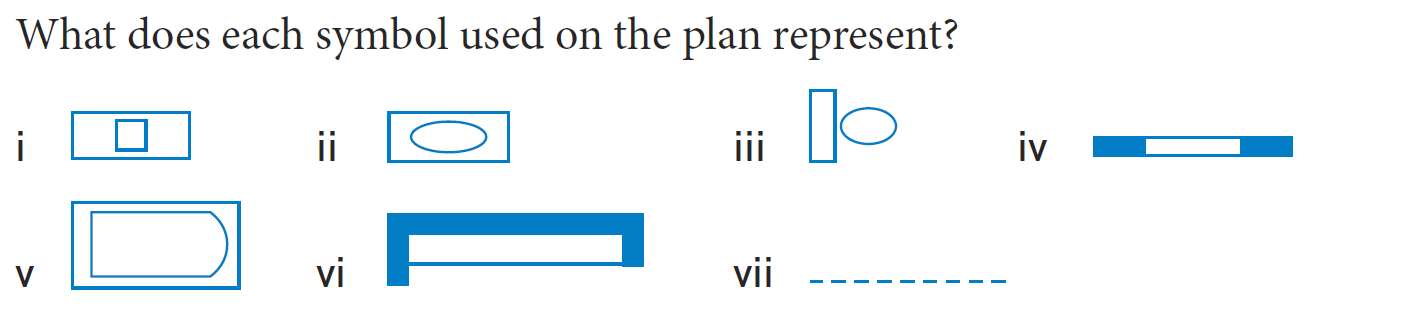 What does each symbol used on the plan represent?
i ii iii iv
v vi vii